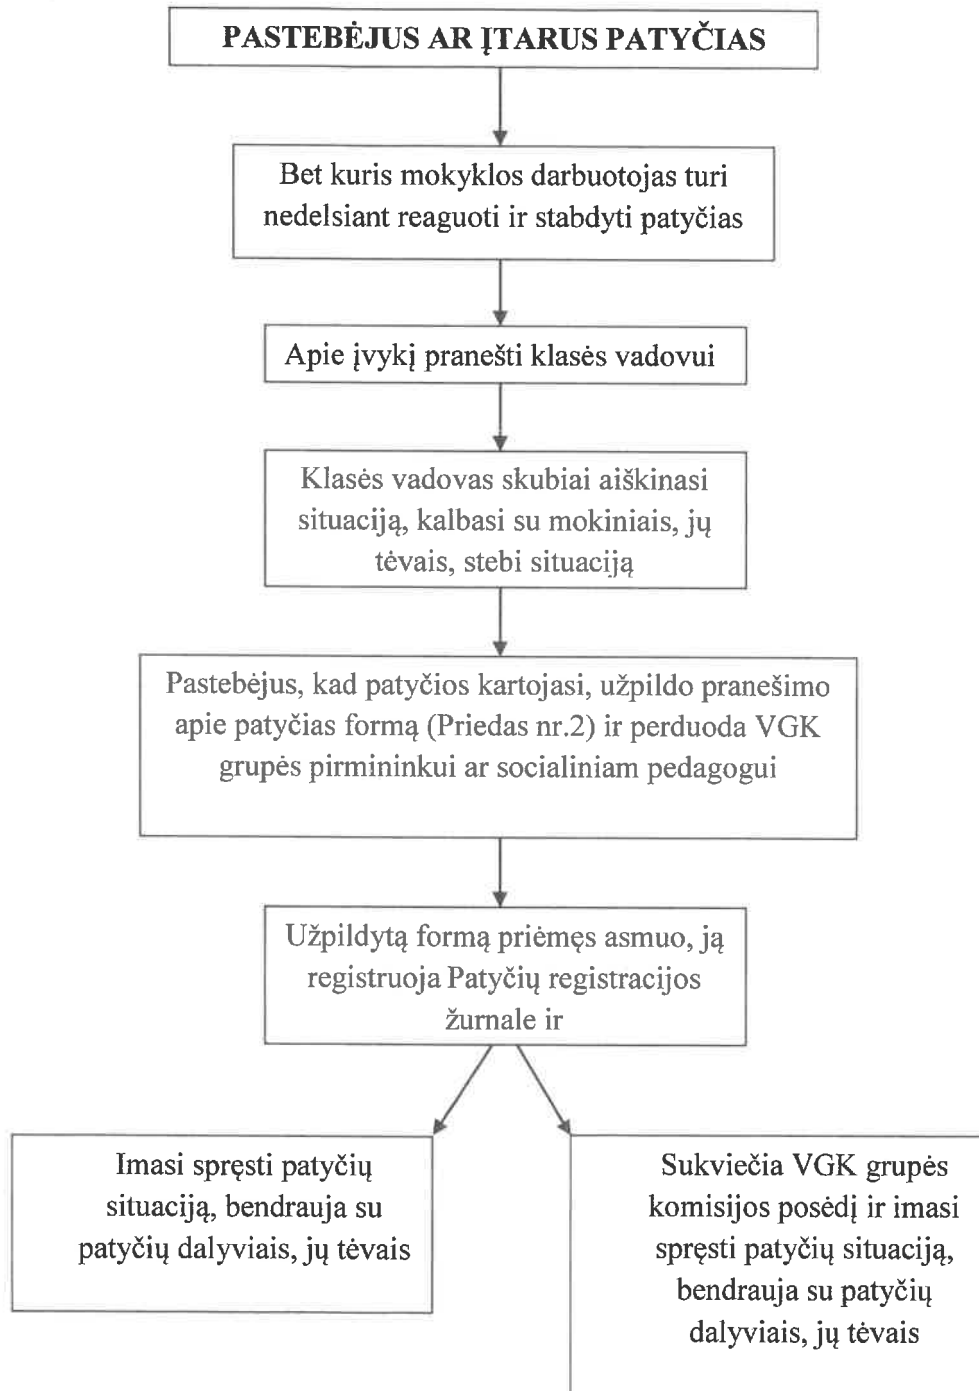 PASTEBĖJUS AR ĮTARUS PATYČIAS
Bet kuris mokyklos darbuotojas turi
nedelsiant reaguoti ir stabdyti patyčias
Apie įvykį pranešti klasės vadovui
Klasės vadovas skubiai aiškinasi
situaciją, kalbasi su mokiniais, jų
tėvais, stebi situaciją
Pastebėjus, kad patyčios kartojasi, užpildo pranešimo
apie patyčias formą (Priedas nr.2) ir perduoda VGK
grupės pirmininkui ar socialiniam pedagogui
Užpildytą formą priėmęs asmuo, ją
registruoja Patyčių registracijos
žurnale ir
Imasi spręsti patyčių
situaciją, bendrauja su
patyčių dalyviais, jų tėvais
Sukviečia VGK grupės
komisijos posėdį ir imasi
spręsti patyčių situaciją,
bendrauja su patyčių
dalyviais, jų tėvais